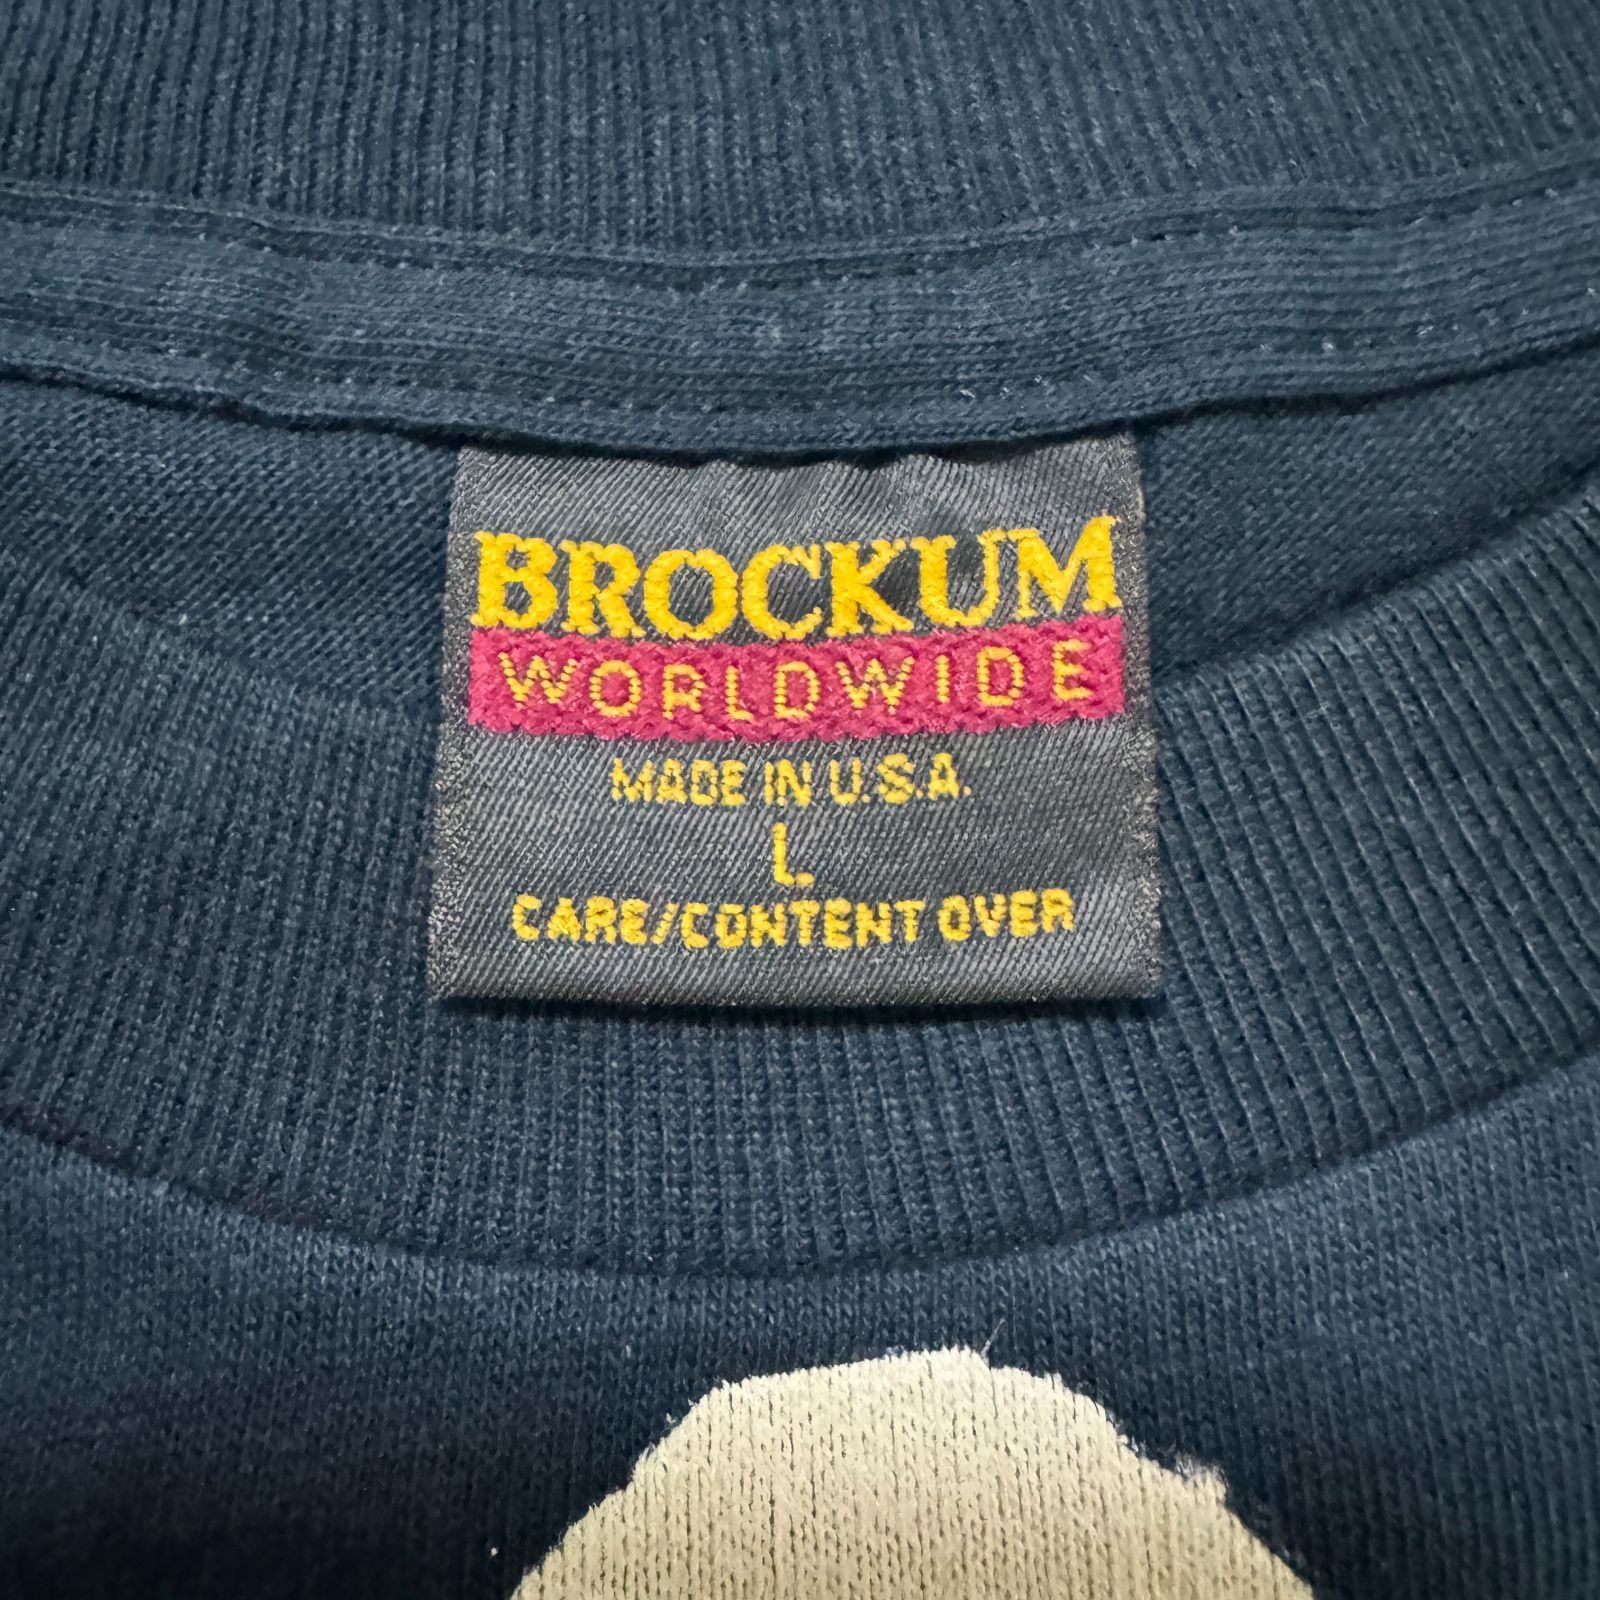 BROCKUM
WORLDWIDE
MADE IN U.S.A.
L
CARE/CONTENT OVER